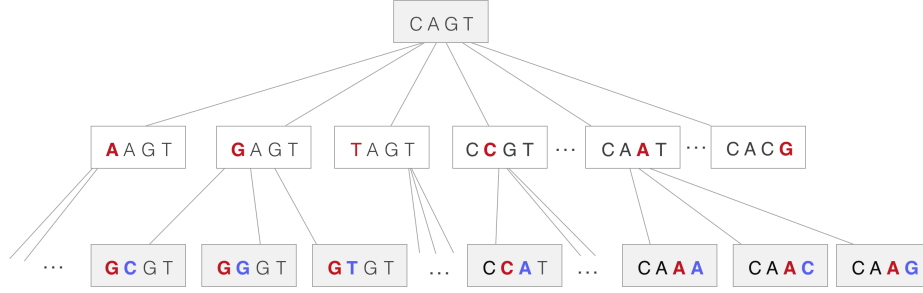 CAGT
AAGT GAGT TAGT CCGT ... CAAT ... CACG
... GCGT GGGT GTGT ... CCAT ... CAAA CAAC CAAG